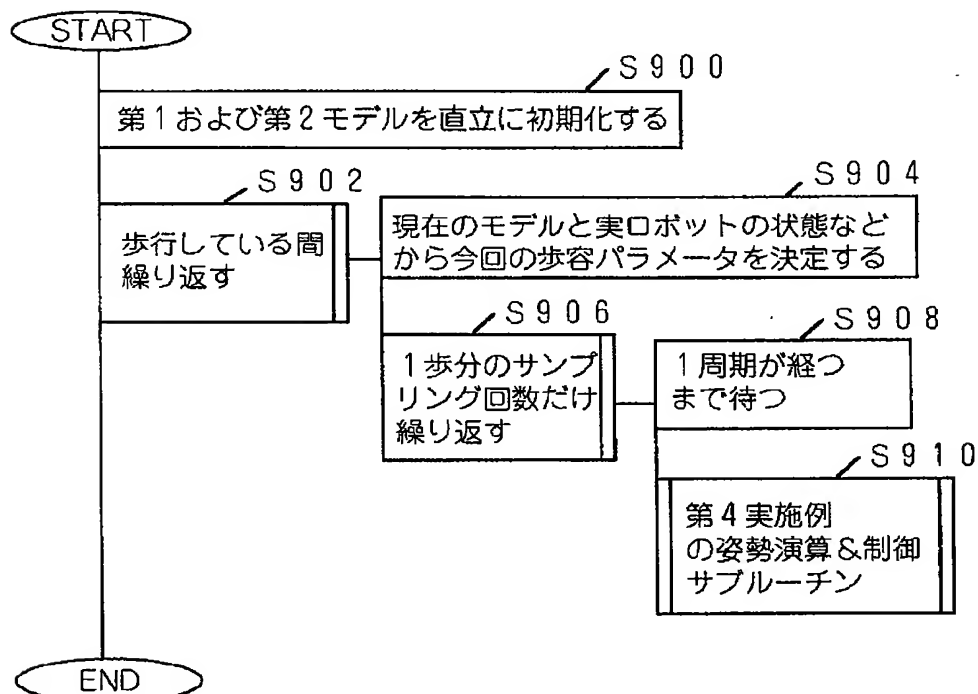 START
S900
第1および第2モデルを直立に初期化する
S902
歩行している間
繰り返す
S904
現在のモデルと実ロボットの状態など
から今回の歩容パラメータを決定する
S906
1歩分のサンプ
リング回数だけ
繰り返す
S908
1周期が経つ
まで待つ
S910
第4実施例
の姿勢演算&制御
サブルーチン
END